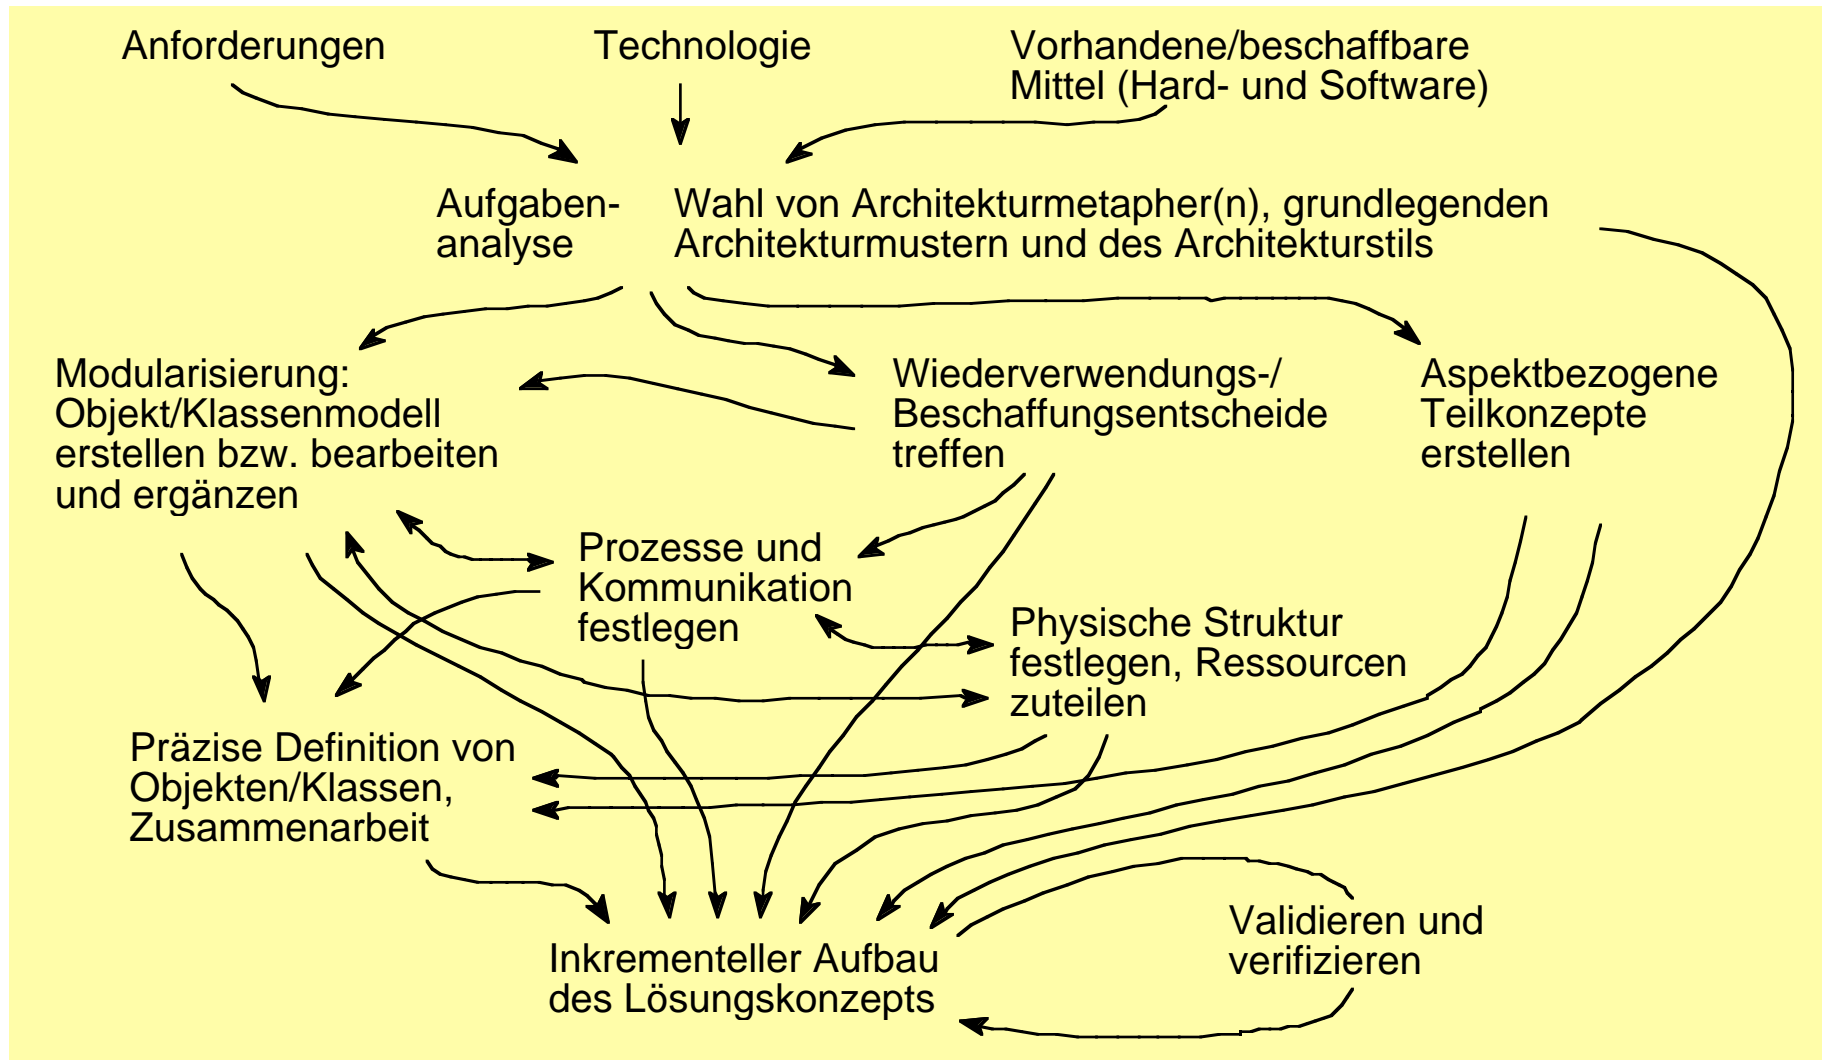 Anforderungen
Technologie
Vorhandene/beschaffbare
Mittel (Hard- und Software)
Aufgaben-
analyse
Wahl von Architekturmetapher(n), grundlegenden
Architekturmustern und des Architekturstils
Modularisierung:
Objekt/Klassenmodell
erstellen bzw. bearbeiten
und ergänzen
Wiederverwendungs-/
Beschaffungsentscheide
treffen
Aspektbezogene
Teilkonzepte
erstellen
Prozesse und
Kommunikation
festlegen
Physische Struktur
festlegen, Ressourcen
zuteilen
Präzise Definition von
Objekten/Klassen,
Zusammenarbeit
Inkrementeller Aufbau
des Lösungskonzepts
Validieren und
verifizieren